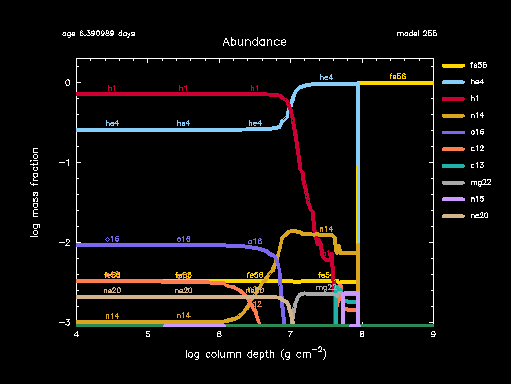 age 6.390989 days
model 256
Abundance
log mass fraction
0
−1
−2
−3
h1 h1 h1
he4 he4 he4 he4
fe56
o16 o16 o16
n14
fe56 fe56 fe56
ne20 ne20
mg22
c12
n14 n14
4 5 6 7 8 9
log column depth (g cm−2)
fe56
he4
h1
n14
o16
c12
c13
mg22
n15
ne20